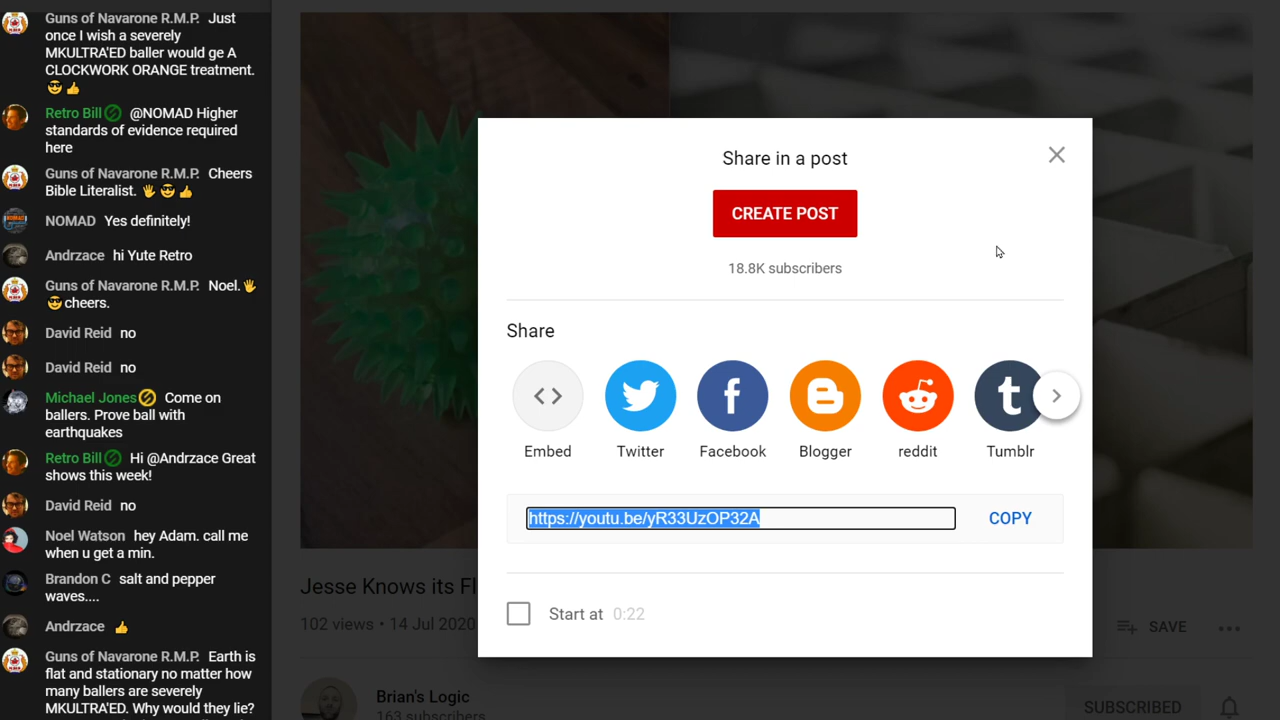 Guns of Navarone R.M.P. Just
once I wish a severely
MKULTRA'ED baller would ge A
CLOCKWORK ORANGE treatment.
😎👍
Retro Bill @NOMAD Higher
standards of evidence required
here
Guns of Navarone R.M.P. Cheers
Bible Literalist. 🖐😎👍
NOMAD Yes definitely!
Andrzace hi Yute Retro
Guns of Navarone R.M.P. Noel.🖐
😎cheers.
David Reid no
David Reid no
Michael Jones Come on
ballers. Prove ball with
earthquakes
Retro Bill Hi @Andrzace Great
shows this week!
David Reid no
Noel Watson hey Adam. call me
when u get a min.
Brandon C salt and pepper
waves....
Andrzace 👍
Guns of Navarone R.M.P. Earth is
flat and stationary no matter how
many ballers are severely
MKULTRA'ED. Why would they lie?
Share in a post
CREATE POST
18.8K subscribers
Share
Embed
Twitter
Facebook
Blogger
reddit
Tumblr
https://youtu.be/yR33UzOP32A
COPY
Start at 0:22
Jesse Knows its Fl
102 views • 14 Jul 2020
SAVE
Brian's Logic
163 subscribers
SUBSCRIBED